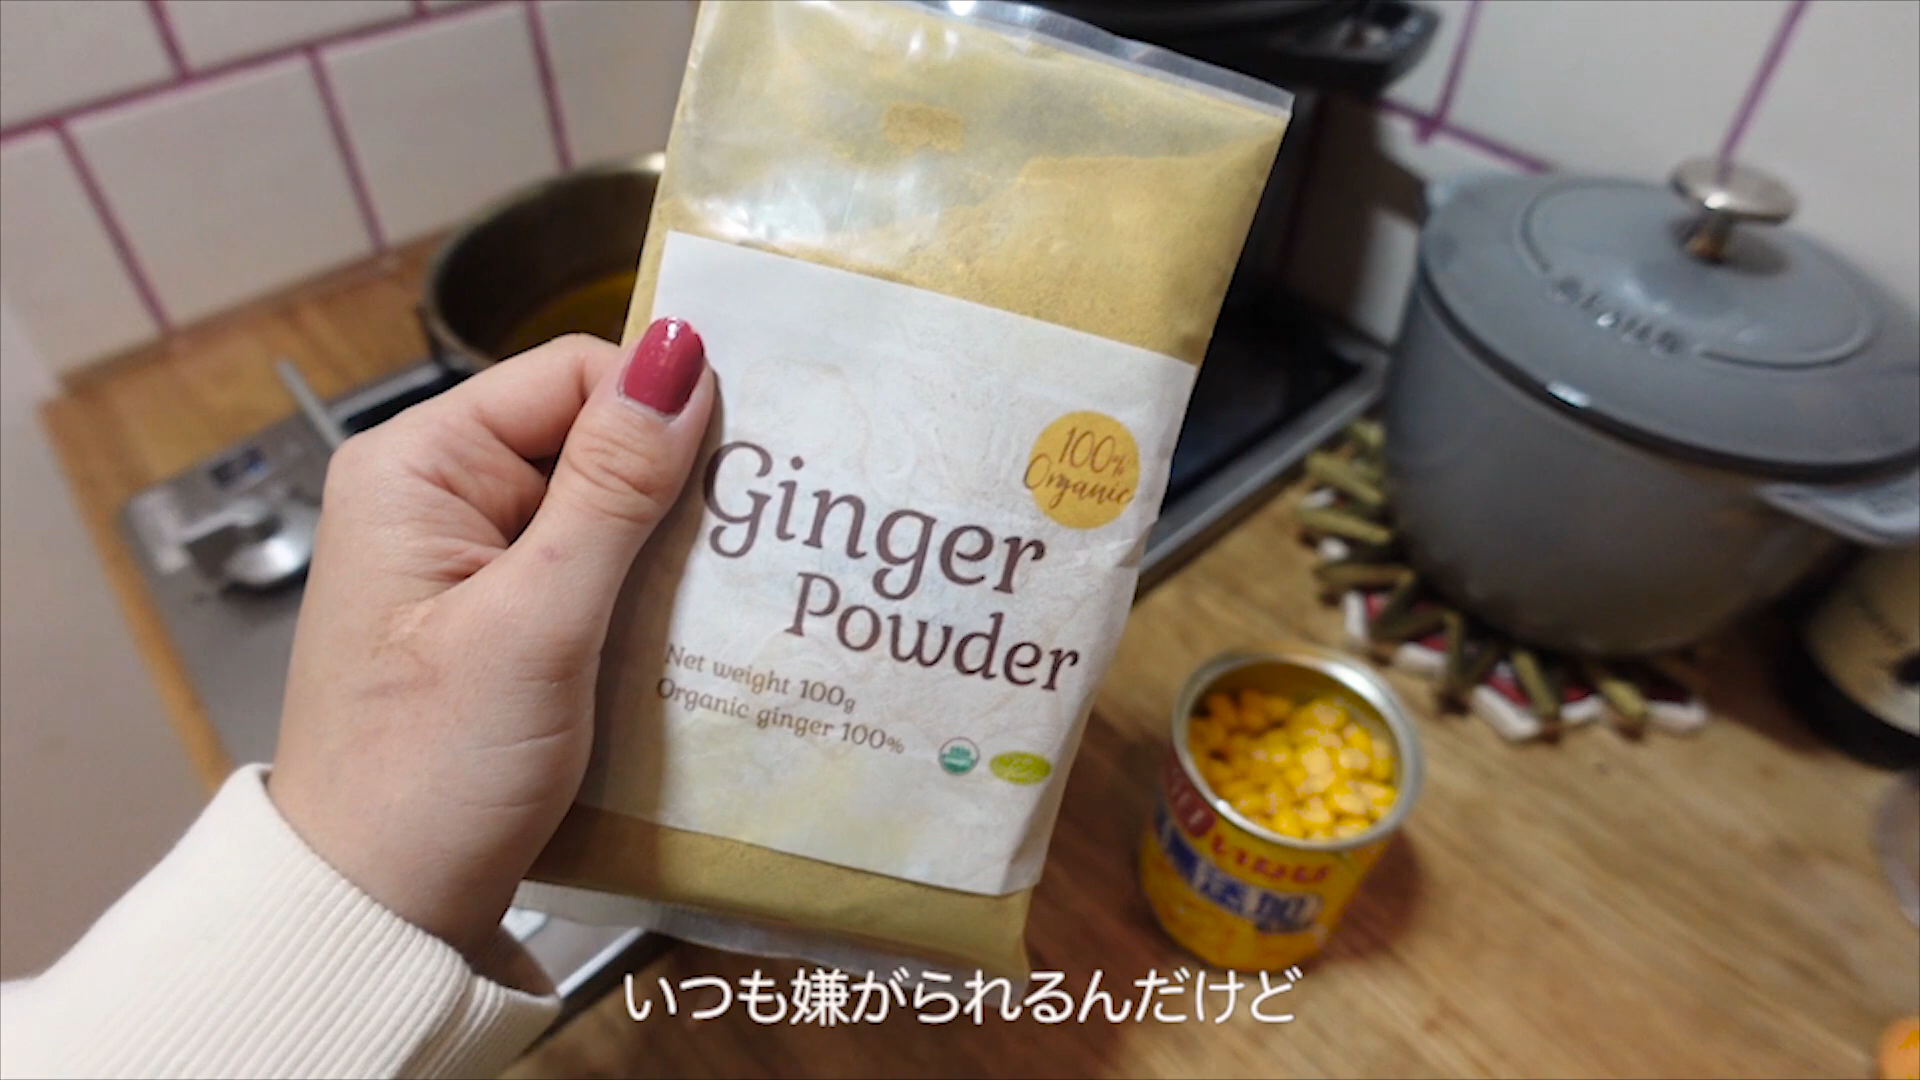 100%
Organic
Ginger
Powder
Net weight 100g
Organic ginger 100%
いつも嫌がられるんだけど